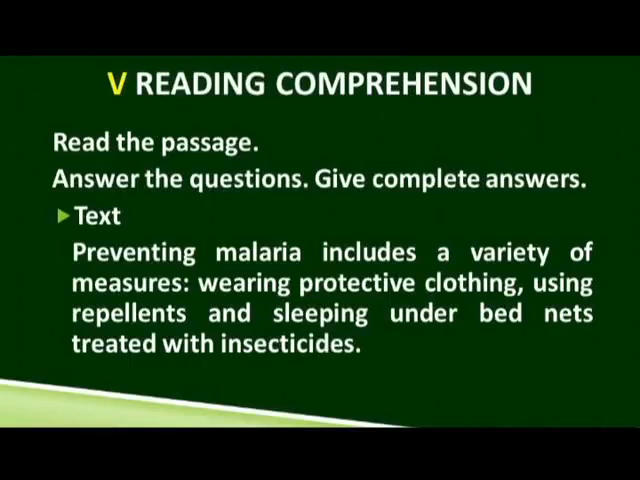 V READING COMPREHENSION
Read the passage.
Answer the questions. Give complete answers.
Text
Preventing malaria includes a variety of
measures: wearing protective clothing, using
repellents and sleeping under bed nets
treated with insecticides.